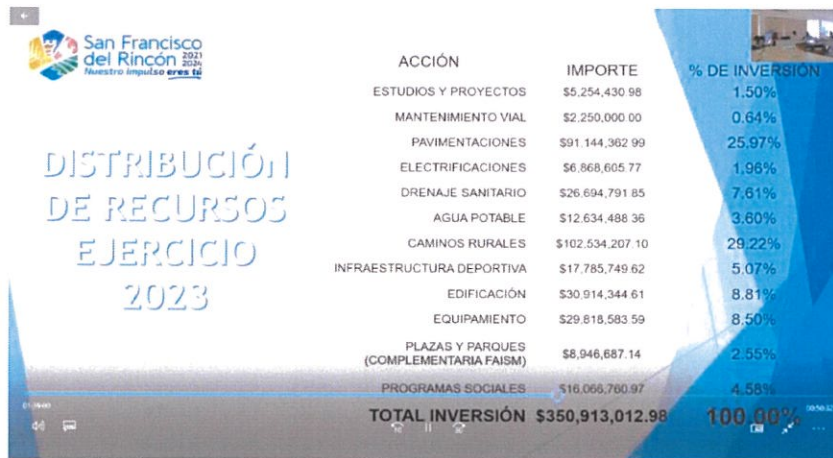 San Francisco
del Rincón 2021 2024
Nuestro impulso eres tú
DISTRIBUCIÓN
DE RECURSOS
EJERCICIO
2023
ACCIÓN IMPORTE % DE INVERSIÓN
ESTUDIOS Y PROYECTOS $5,254,430.98 1.50%
MANTENIMIENTO VIAL $2,250,000.00 0.64%
PAVIMENTACIONES $91,144,362.99 25.97%
ELECTRIFICACIONES $6,868,605.77 1.96%
DRENAJE SANITARIO $26,694,791.85 7.61%
AGUA POTABLE $12,634,488.36 3.60%
CAMINOS RURALES $102,534,207.10 29.22%
INFRAESTRUCTURA DEPORTIVA $17,785,749.62 5.07%
EDIFICACIÓN $30,914,344.61 8.81%
EQUIPAMIENTO $29,818,583.59 8.50%
PLAZAS Y PARQUES
(COMPLEMENTARIA FAISM) $8,946,687.14 2.55%
PROGRAMAS SOCIALES $16,066,760.97 4.58%
TOTAL INVERSIÓN $350,913,012.98 100.00%